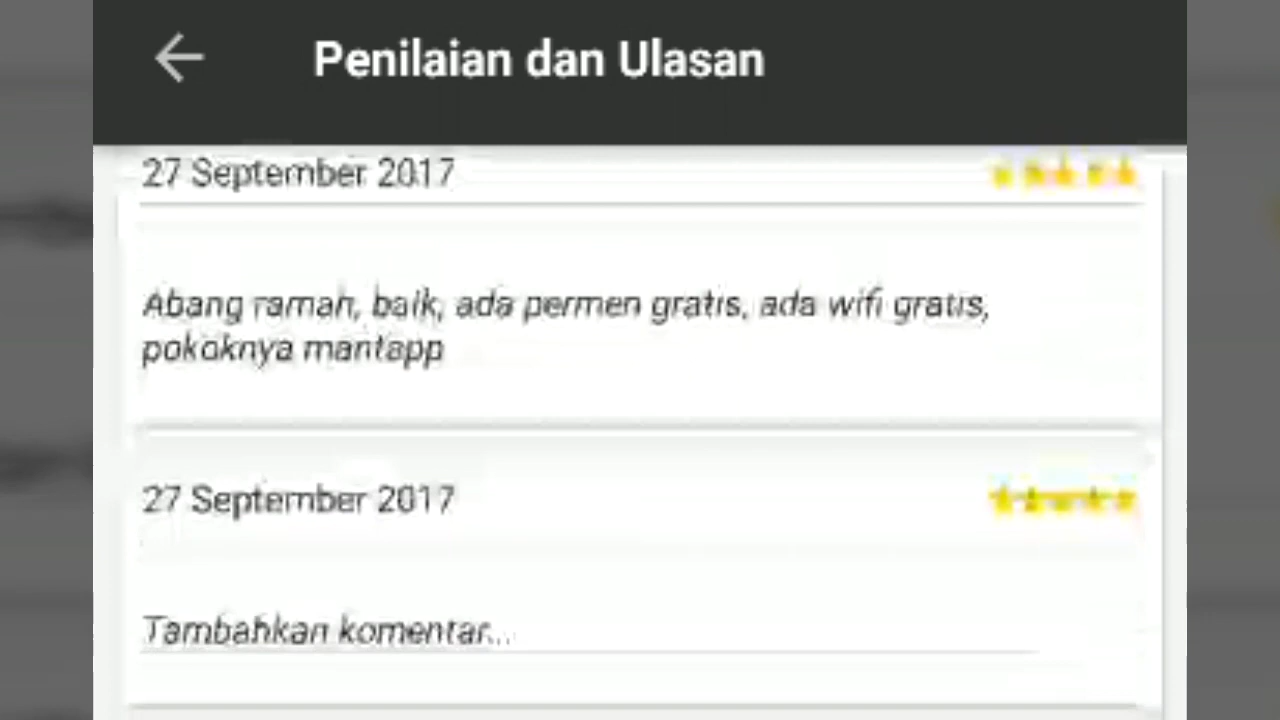 Penilaian dan Ulasan
27 September 2017
Abang ramah, baik, ada permen gratis, ada wifi gratis,
pokoknya mantapp
27 September 2017
Tambahkan komentar...